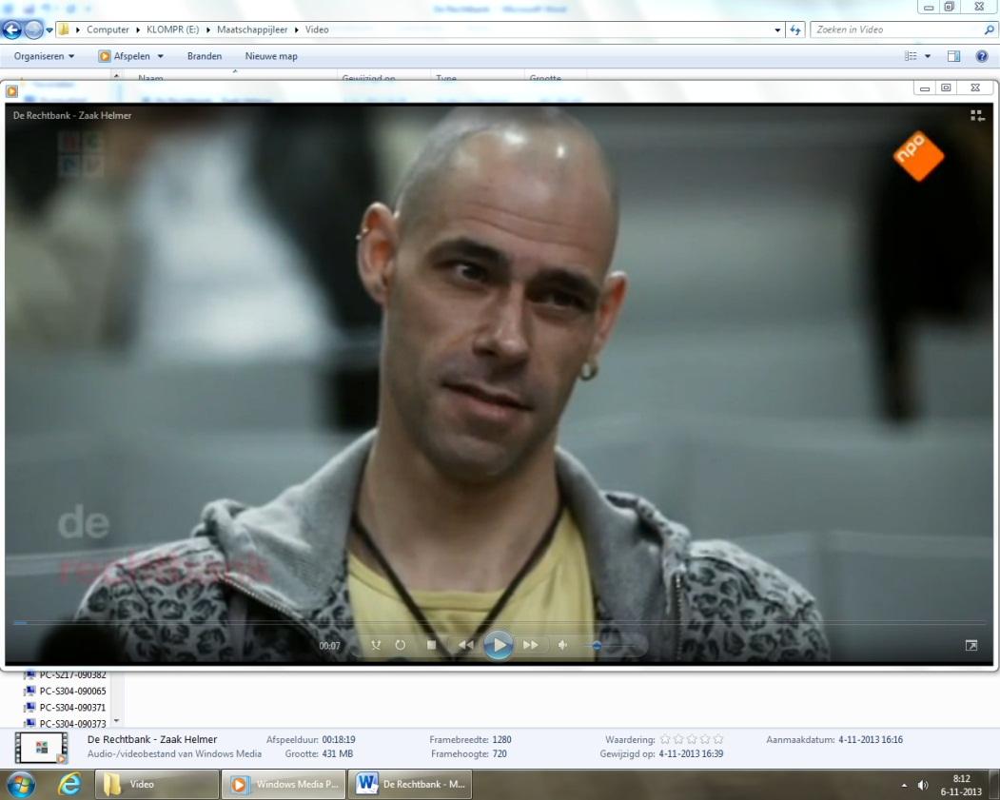 De Rechtbank - Microsoft Word
Computer KLOMPR (E:) Maatschappijleer Video
Zoeken in Video
Organiseren Afspelen Branden Nieuwe map
Naam Gewijzigd op Type Grootte
De Rechtbank - Zaak Helmer
npo
de
rechtbank
00:07
PC-S217-090382
PC-S304-090065
PC-S304-090371
PC-S304-090373
De Rechtbank - Zaak Helmer Afspeelduur: 00:18:19 Framebreedte: 1280 Waardering: Aanmaakdatum: 4-11-2013 16:16
Audio-/videobestand van Windows Media Grootte: 431 MB Framehoogte: 720 Gewijzigd op: 4-11-2013 16:39
Video Windows Media P... De Rechtbank - M... 8:12
6-11-2013